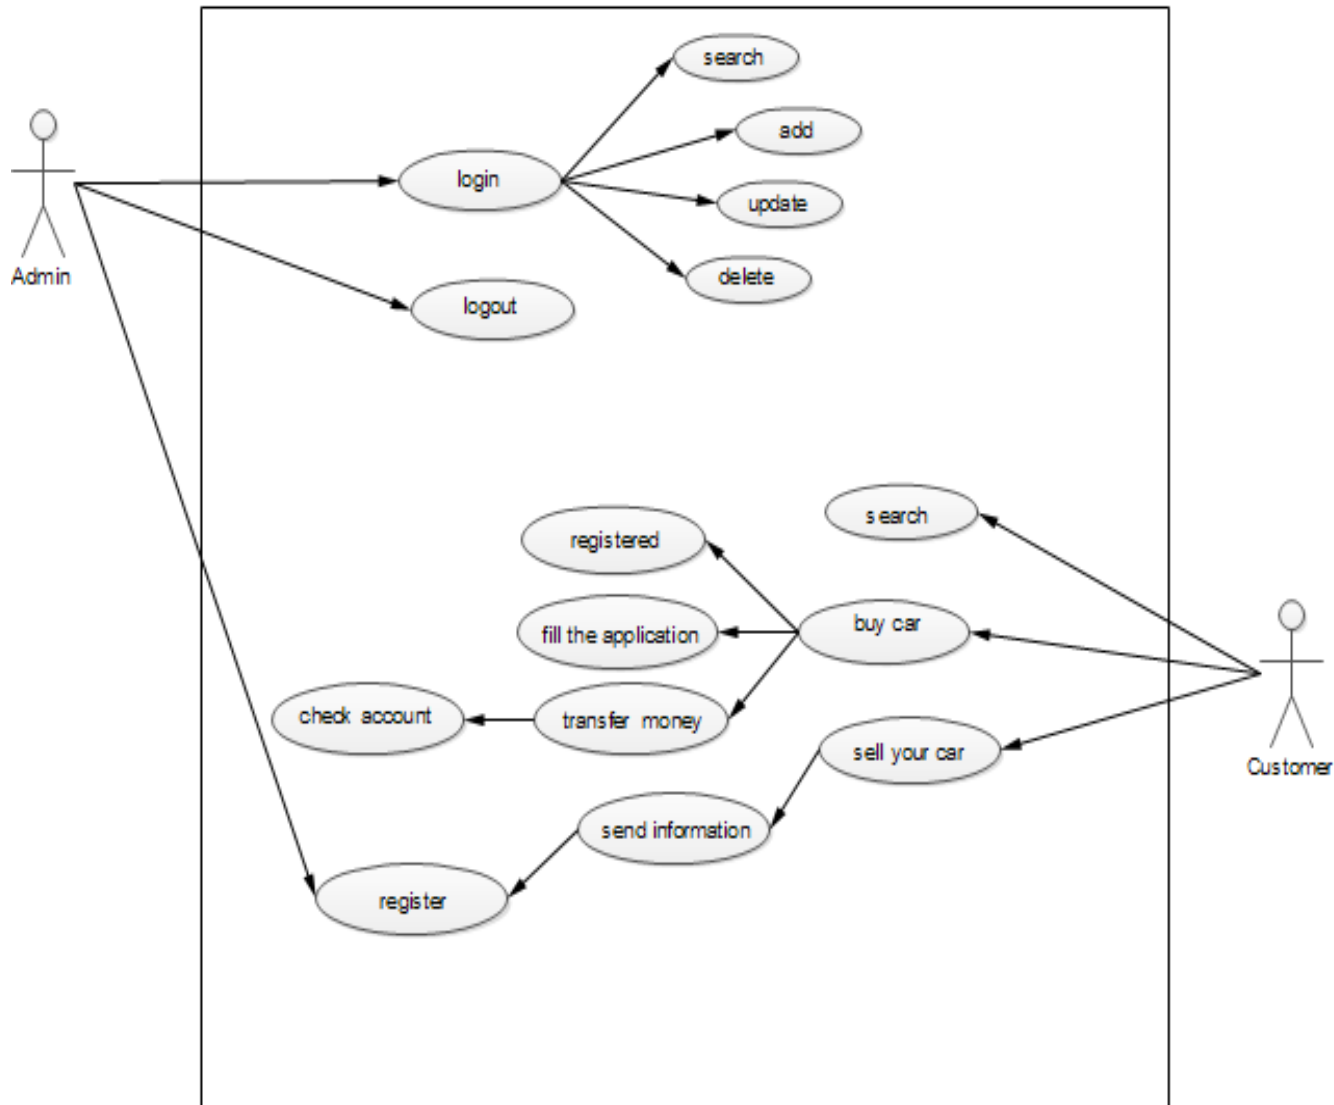 search
add
login
update
Admin
delete
logout
search
registered
buy car
fill the application
check account
transfer money
sell your car
Customer
send information
register